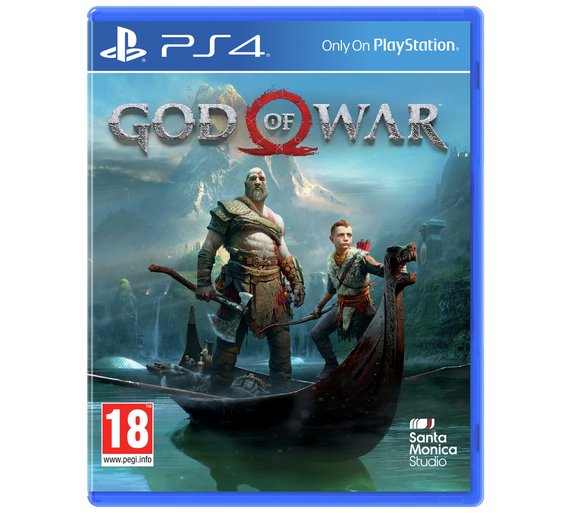 PS4
Only On PlayStation®
GOD OF WAR
18
www.pegi.info
Santa
Monica
Studio